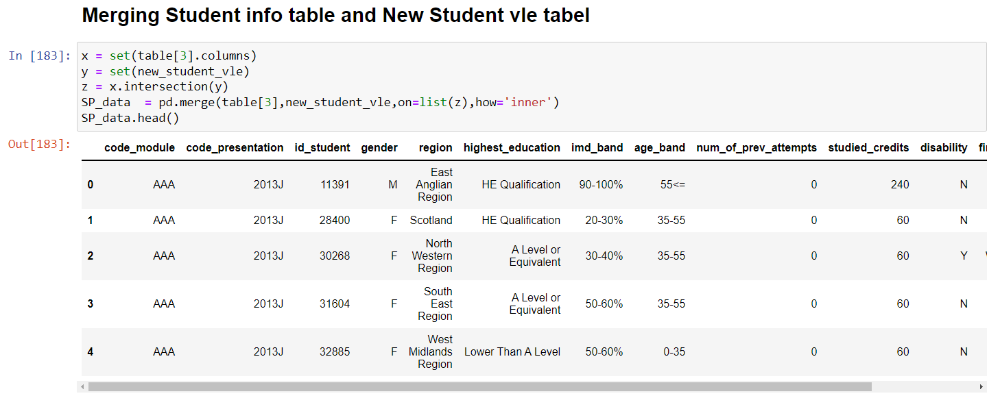 Merging Student info table and New Student vle tabel
In [183]:
x = set(table[3].columns)
y = set(new_student_vle)
z = x.intersection(y)
SP_data  = pd.merge(table[3],new_student_vle,on=list(z),how='inner')
SP_data.head()
Out[183]:
code_module code_presentation id_student gender region highest_education imd_band age_band num_of_prev_attempts studied_credits disability
0 AAA 2013J 11391 M East Anglian Region HE Qualification 90-100% 55<= 0 240 N
1 AAA 2013J 28400 F Scotland HE Qualification 20-30% 35-55 0 60 N
2 AAA 2013J 30268 F North Western Region A Level or Equivalent 30-40% 35-55 0 60 Y
3 AAA 2013J 31604 F South East Region A Level or Equivalent 50-60% 35-55 0 60 N
4 AAA 2013J 32885 F West Midlands Region Lower Than A Level 50-60% 0-35 0 60 N